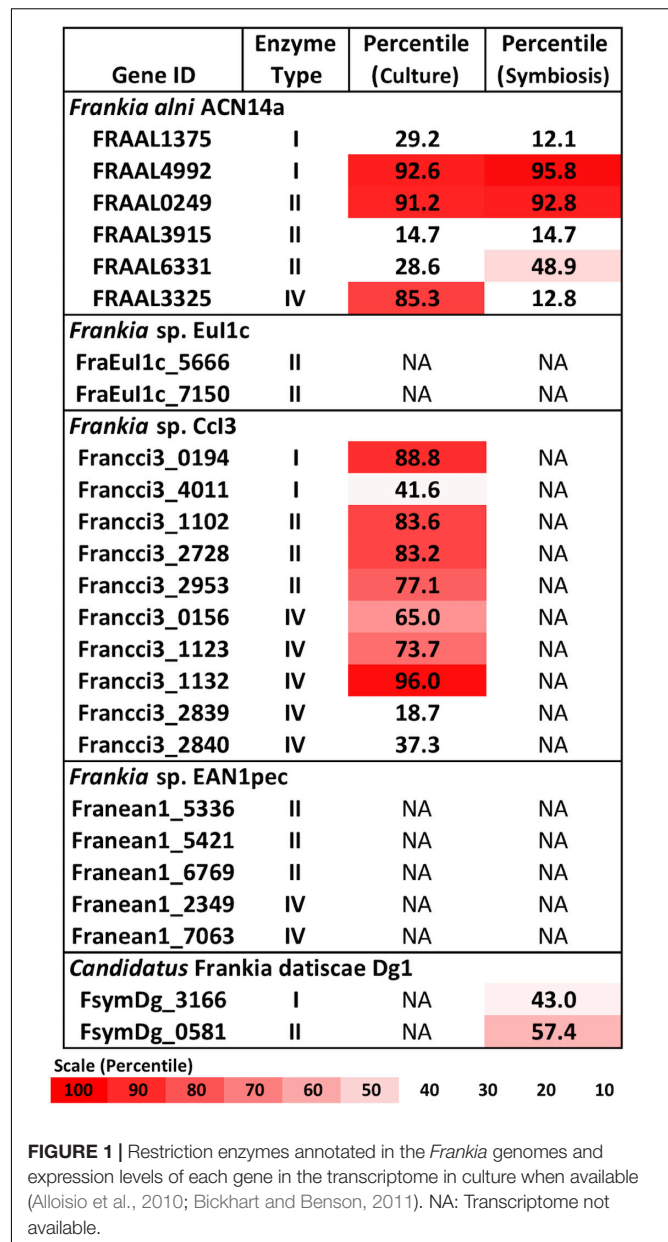 Gene ID Enzyme Type Percentile (Culture) Percentile (Symbiosis)
Frankia alni ACN14a
FRAAL1375 I 29.2 12.1
FRAAL4992 I 92.6 95.8
FRAAL0249 II 91.2 92.8
FRAAL3915 II 14.7 14.7
FRAAL6331 II 28.6 48.9
FRAAL3325 IV 85.3 12.8
Frankia sp. EuI1c
FraEuI1c_5666 II NA NA
FraEuI1c_7150 II NA NA
Frankia sp. CcI3
Francci3_0194 I 88.8 NA
Francci3_4011 I 41.6 NA
Francci3_1102 II 83.6 NA
Francci3_2728 II 83.2 NA
Francci3_2953 II 77.1 NA
Francci3_0156 IV 65.0 NA
Francci3_1123 IV 73.7 NA
Francci3_1132 IV 96.0 NA
Francci3_2839 IV 18.7 NA
Francci3_2840 IV 37.3 NA
Frankia sp. EAN1pec
Franean1_5336 II NA NA
Franean1_5421 II NA NA
Franean1_6769 II NA NA
Franean1_2349 IV NA NA
Franean1_7063 IV NA NA
Candidatus Frankia datiscae Dg1
FsymDg_3166 I NA 43.0
FsymDg_0581 II NA 57.4
Scale (Percentile)
100 90 80 70 60 50 40 30 20 10
FIGURE 1 | Restriction enzymes annotated in the Frankia genomes and
expression levels of each gene in the transcriptome in culture when available
(Alloisio et al., 2010; Bickhart and Benson, 2011). NA: Transcriptome not
available.